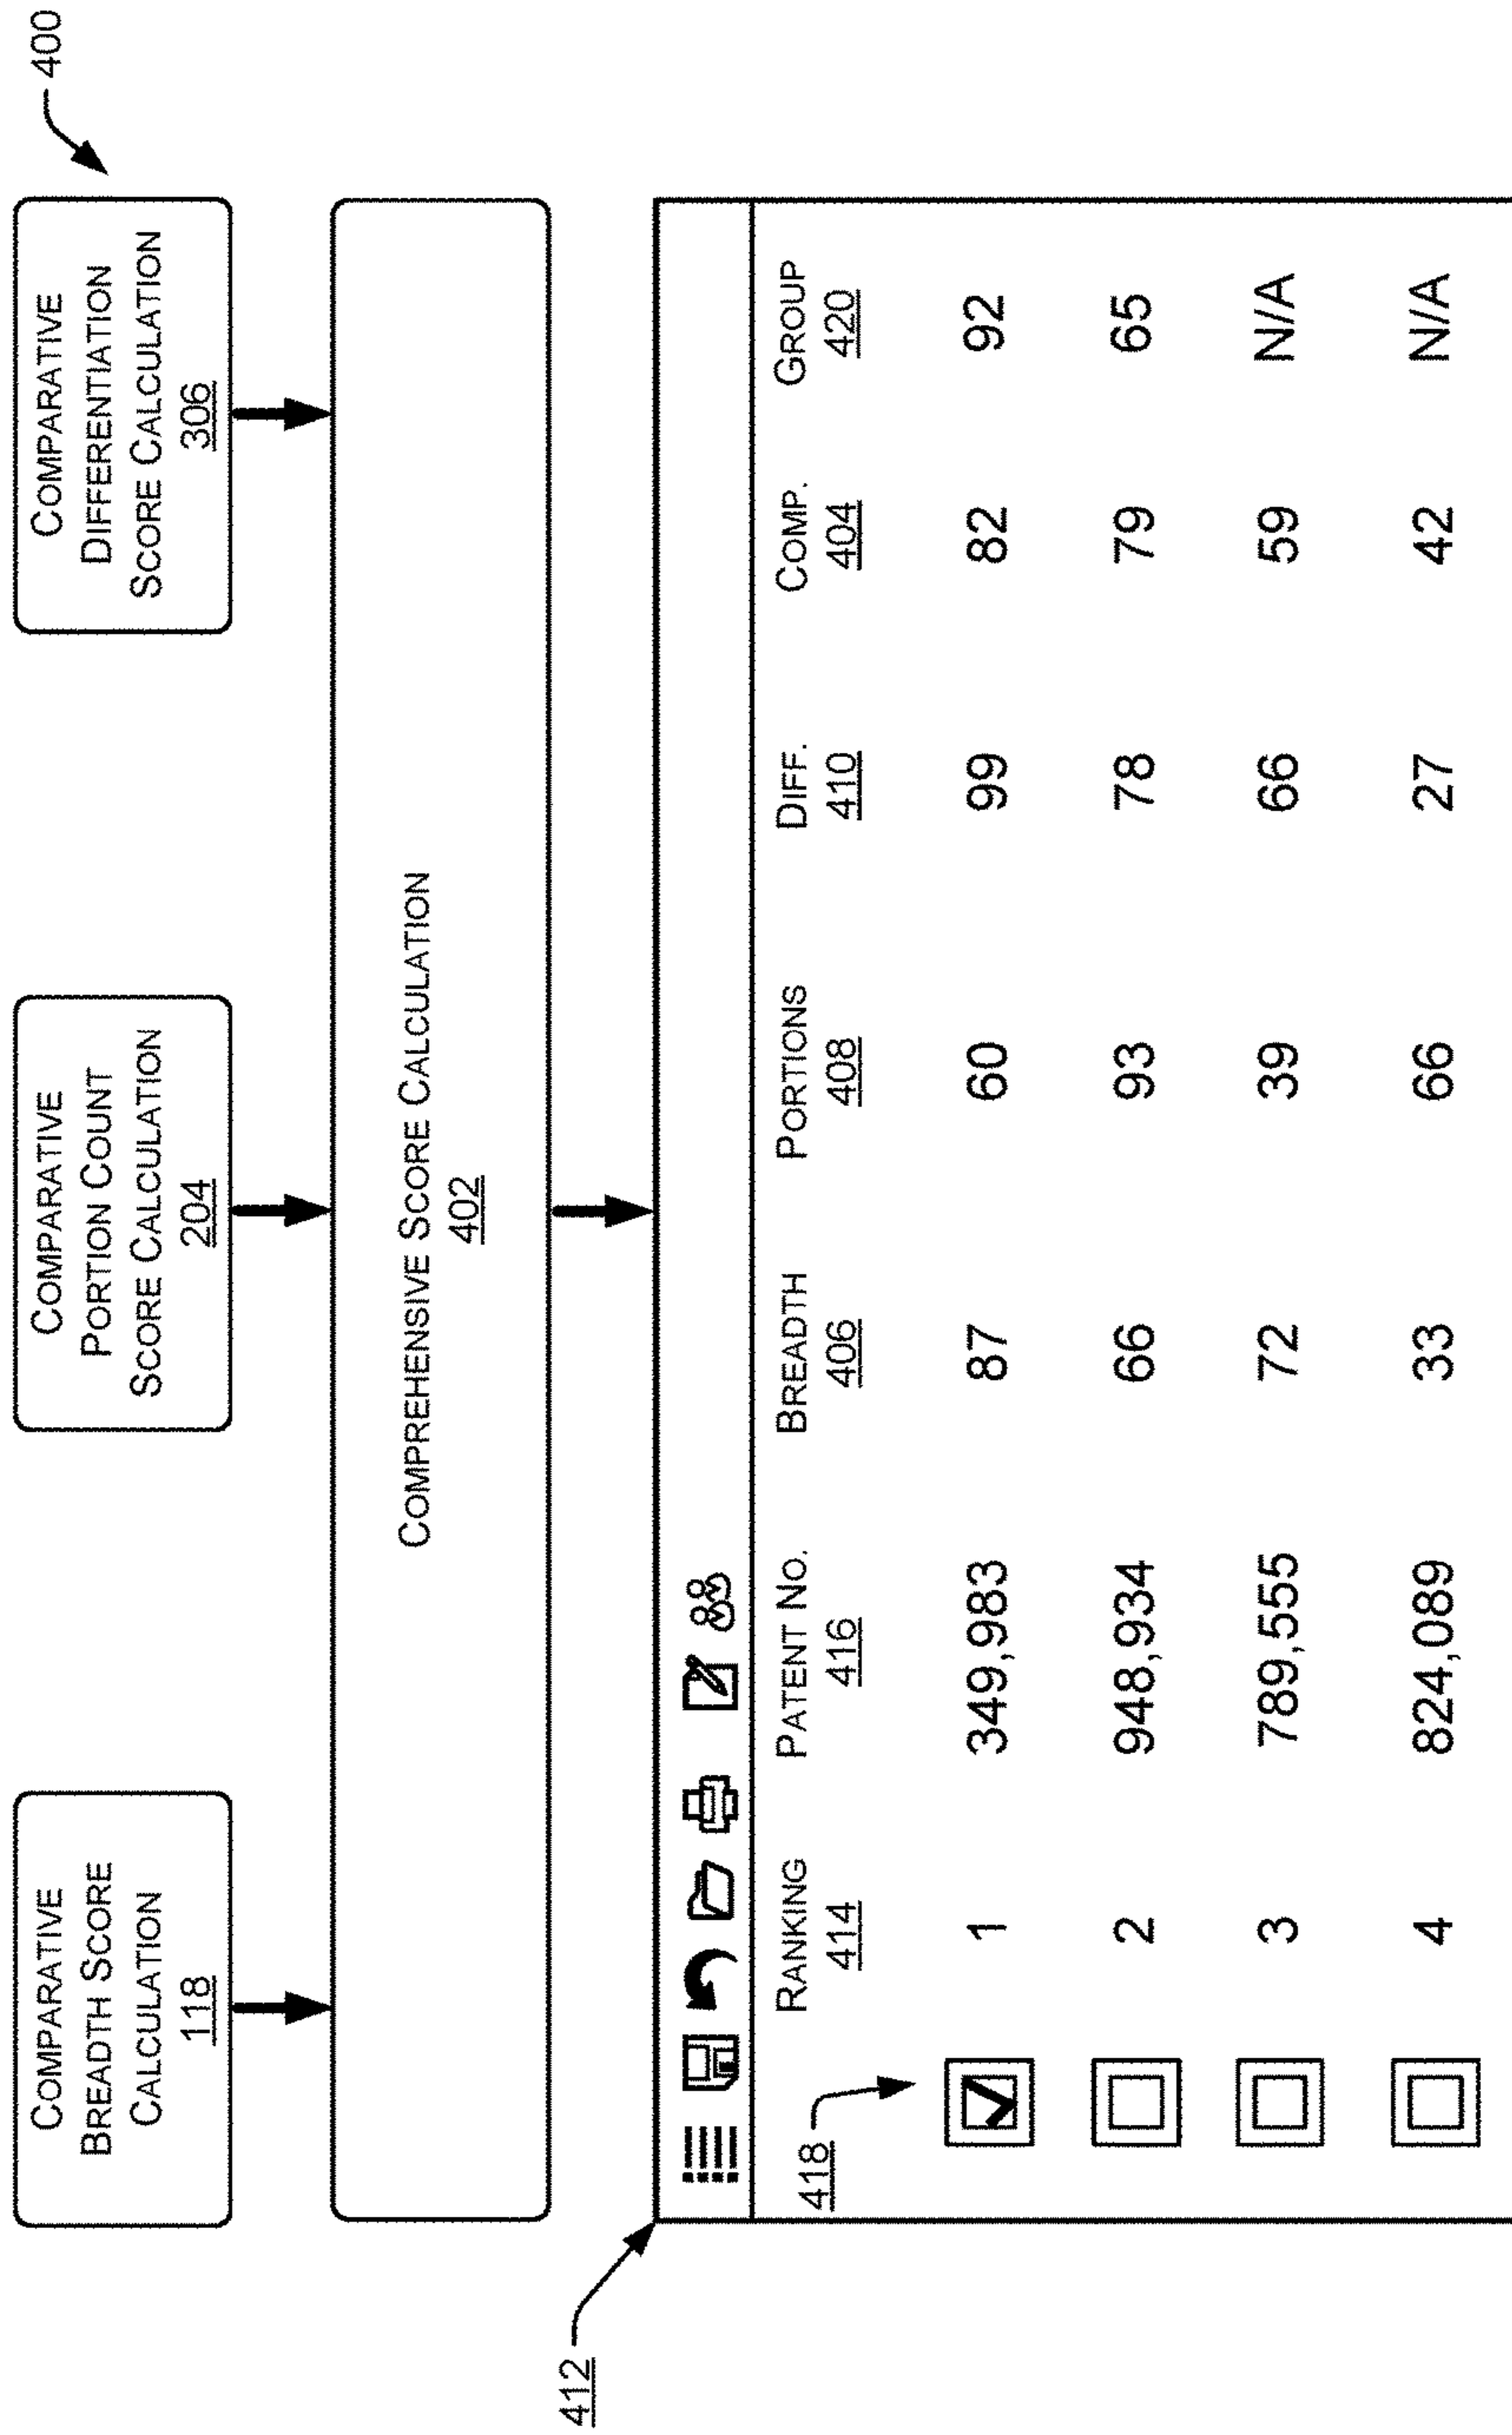 400
COMPARATIVE
BREADTH SCORE
CALCULATION
118
COMPARATIVE
PORTION COUNT
SCORE CALCULATION
204
COMPARATIVE
DIFFERENTIATION
SCORE CALCULATION
306
COMPREHENSIVE SCORE CALCULATION
402
412
418
RANKING PATENT NO. BREADTH PORTIONS DIFF. COMP. GROUP
414 416 406 408 410 404 420
1 349,983 87 60 99 82 92
2 948,934 66 93 78 79 65
3 789,555 72 39 66 59 N/A
4 824,089 33 66 27 42 N/A